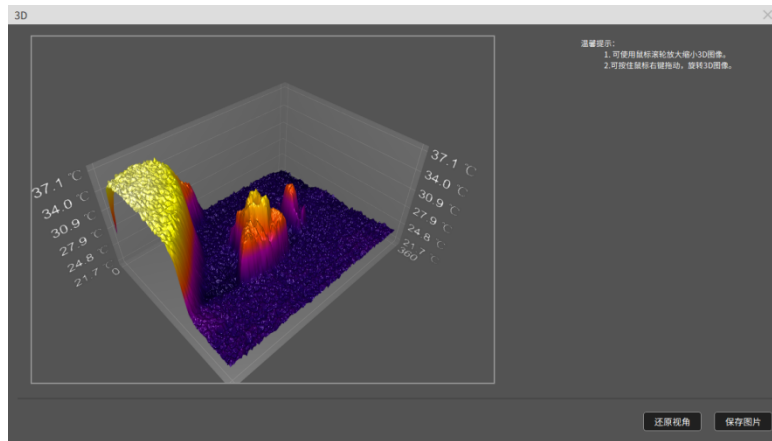 3D
温馨提示：
1. 可使用鼠标滚轮放大缩小3D图像。
2.可按住鼠标右键拖动，旋转3D图像。
37.1 ℃
34.0 ℃
30.9 ℃
27.9 ℃
24.8 ℃
21.7 ℃
0
37.1 ℃
34.0 ℃
30.9 ℃
27.9 ℃
24.8 ℃
21.7 ℃
360
还原视角
保存图片